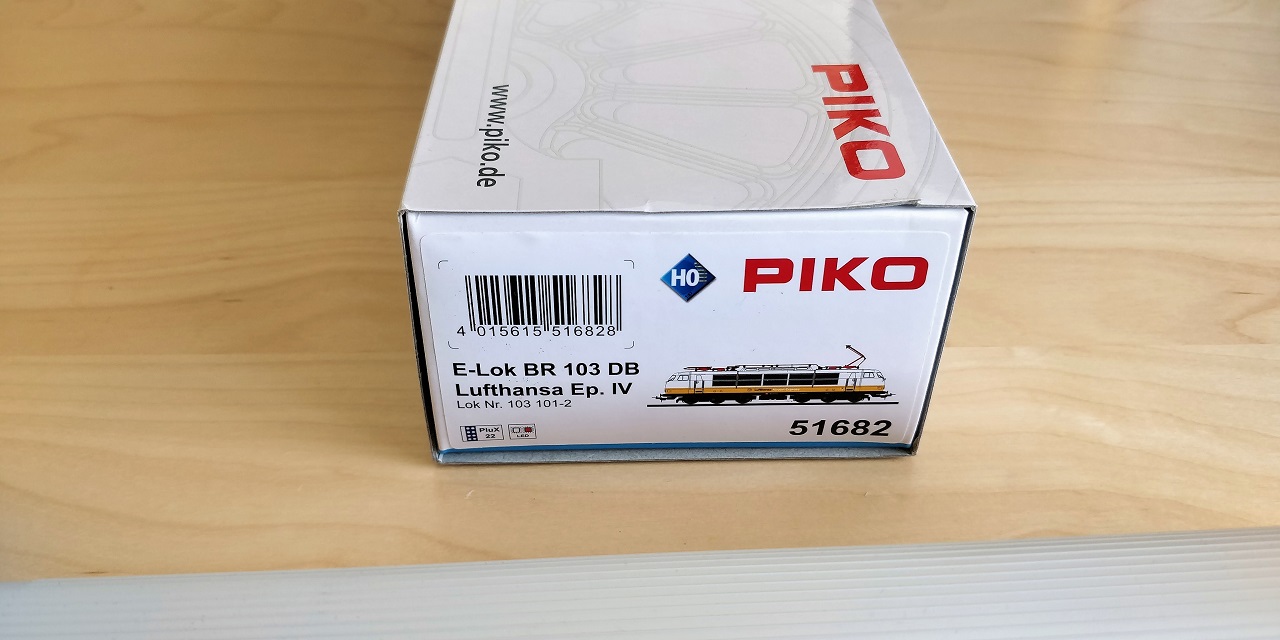 www.piko.de
PIKO
H0
PIKO
4 015615 516828
E-Lok BR 103 DB
Lufthansa Ep. IV
Lok Nr. 103 101-2
PluX
22
LED
51682